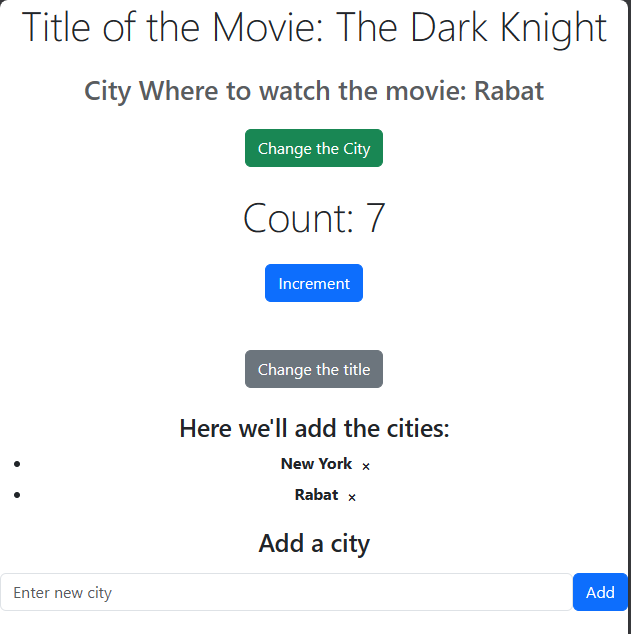 Title of the Movie: The Dark Knight
City Where to watch the movie: Rabat
Change the City
Count: 7
Increment
Change the title
Here we'll add the cities:
New York ×
Rabat ×
Add a city
Enter new city Add